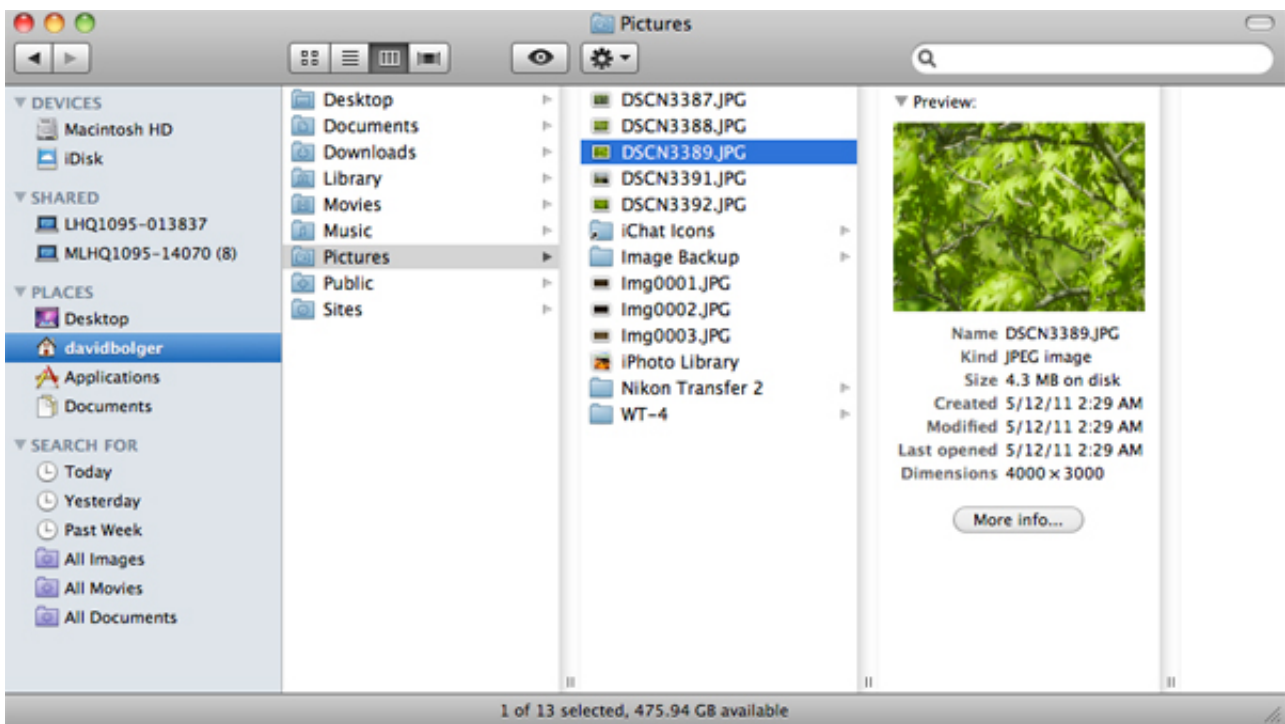 Pictures
DEVICES
Macintosh HD
iDisk
SHARED
LHQ1095-013837
MLHQ1095-14070 (8)
PLACES
Desktop
davidbolger
Applications
Documents
SEARCH FOR
Today
Yesterday
Past Week
All Images
All Movies
All Documents
Desktop
Documents
Downloads
Library
Movies
Music
Pictures
Public
Sites
DSCN3387.JPG
DSCN3388.JPG
DSCN3389.JPG
DSCN3391.JPG
DSCN3392.JPG
iChat Icons
Image Backup
Img0001.JPG
Img0002.JPG
Img0003.JPG
iPhoto Library
Nikon Transfer 2
WT-4
Preview:
Name DSCN3389.JPG
Kind JPEG image
Size 4.3 MB on disk
Created 5/12/11 2:29 AM
Modified 5/12/11 2:29 AM
Last opened 5/12/11 2:29 AM
Dimensions 4000 × 3000
More info...
1 of 13 selected, 475.94 GB available